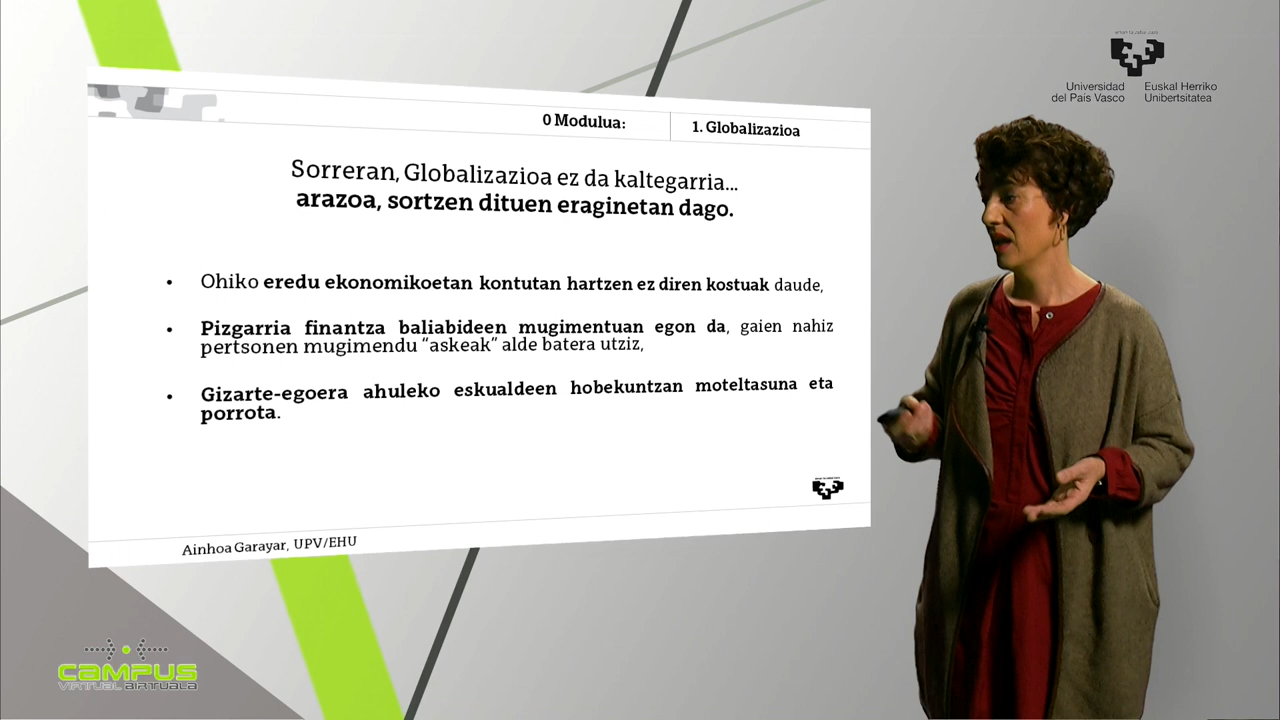 Universidad
del País Vasco
Euskal Herriko
Unibertsitatea
0 Modulua:
1. Globalizazioa
Sorreran, Globalizazioa ez da kaltegarria...
arazoa, sortzen dituen eraginetan dago.
• Ohiko eredu ekonomikoetan kontutan hartzen ez diren kostuak daude,
• Pizgarria finantza baliabideen mugimentuan egon da, gaien nahiz
pertsonen mugimendu “askeak” alde batera utziz,
• Gizarte-egoera ahuleko eskualdeen hobekuntzan moteltasuna eta
porrota.
Ainhoa Garayar, UPV/EHU
CAMPUS
VIRTUAL BIRTUALA